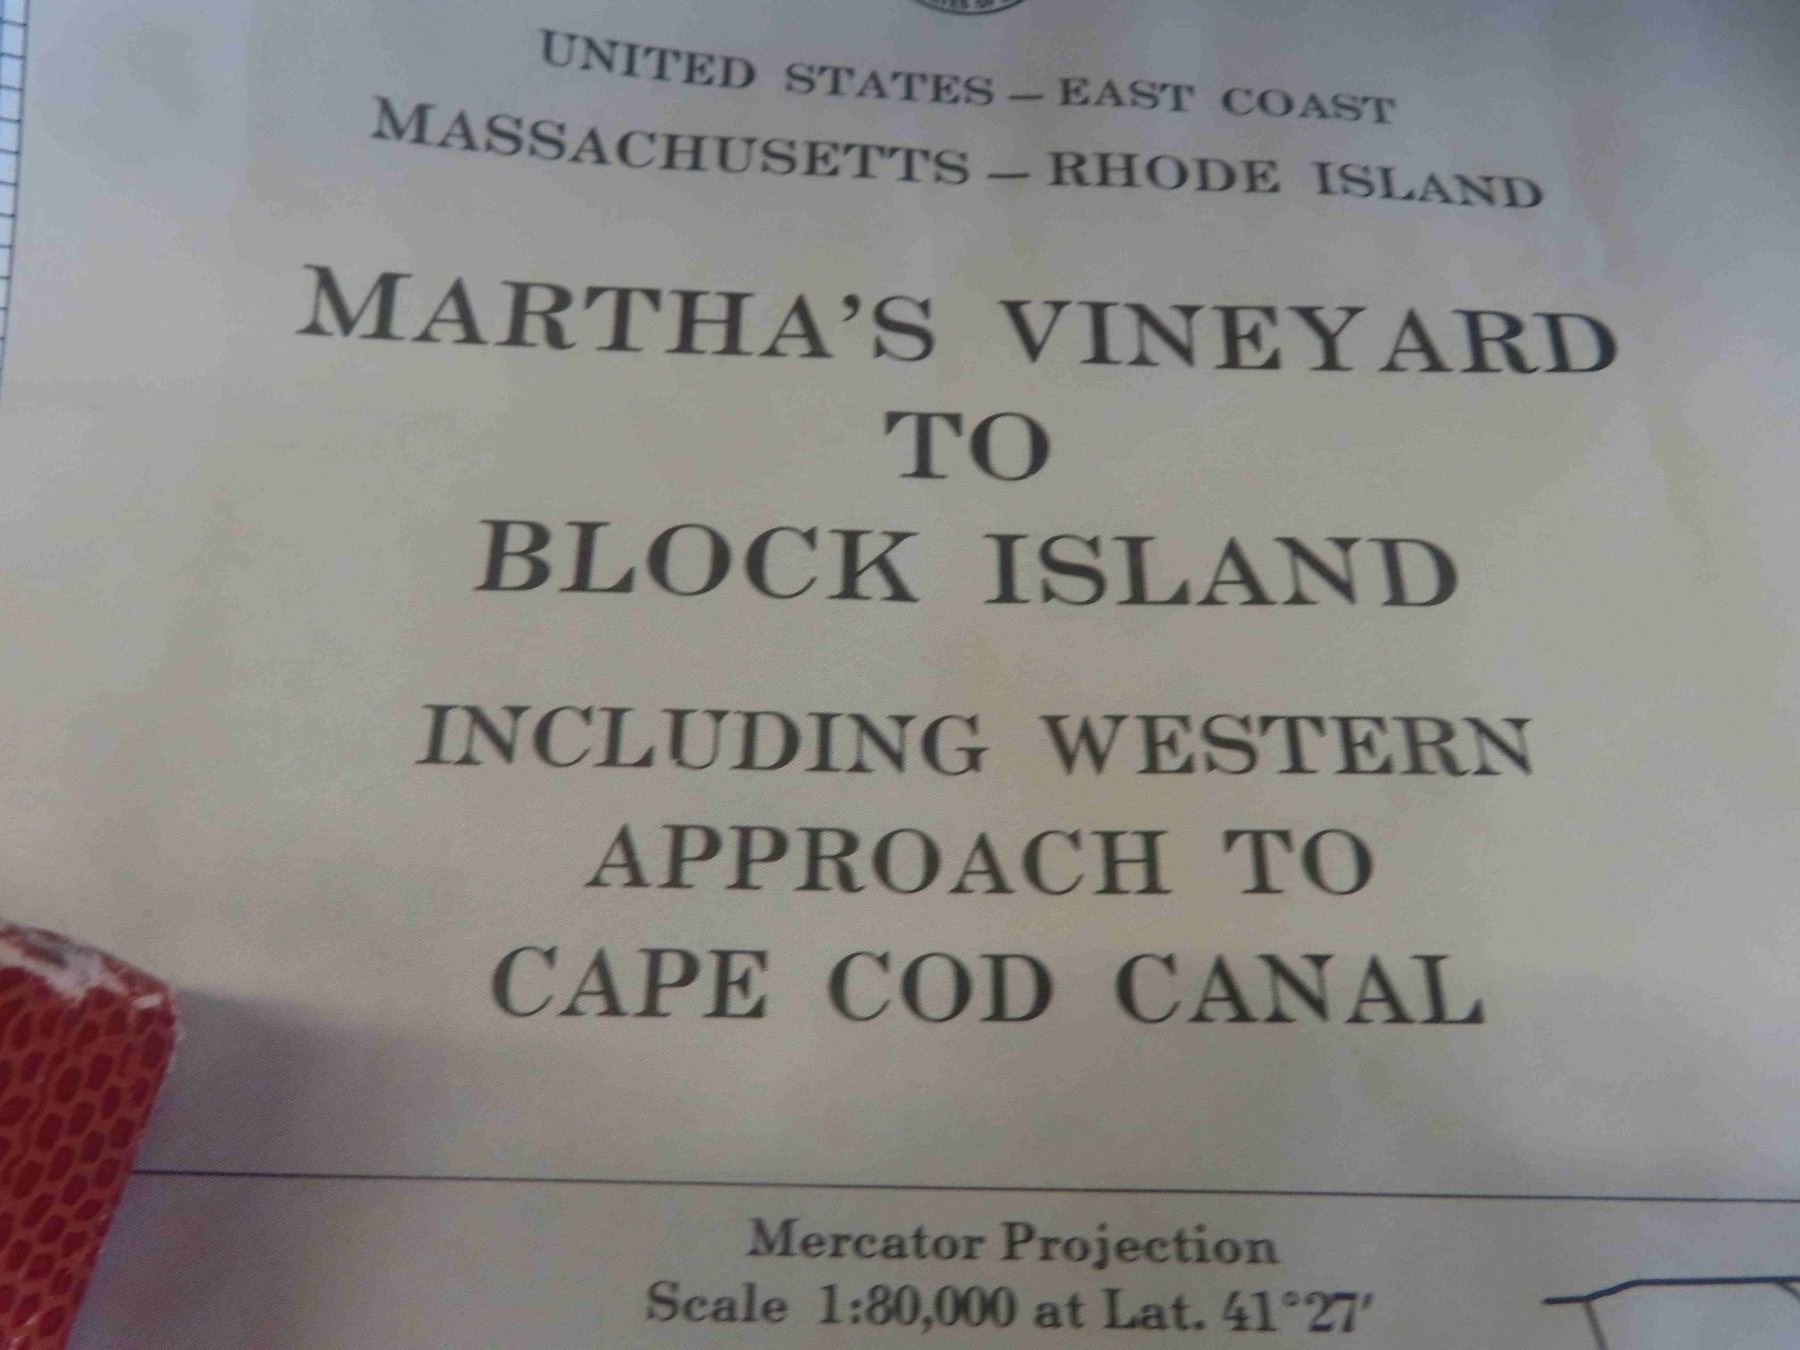 UNITED STATES – EAST COAST
MASSACHUSETTS – RHODE ISLAND
MARTHA'S VINEYARD
TO
BLOCK ISLAND
INCLUDING WESTERN
APPROACH TO
CAPE COD CANAL
Mercator Projection
Scale 1:80,000 at Lat. 41°27'